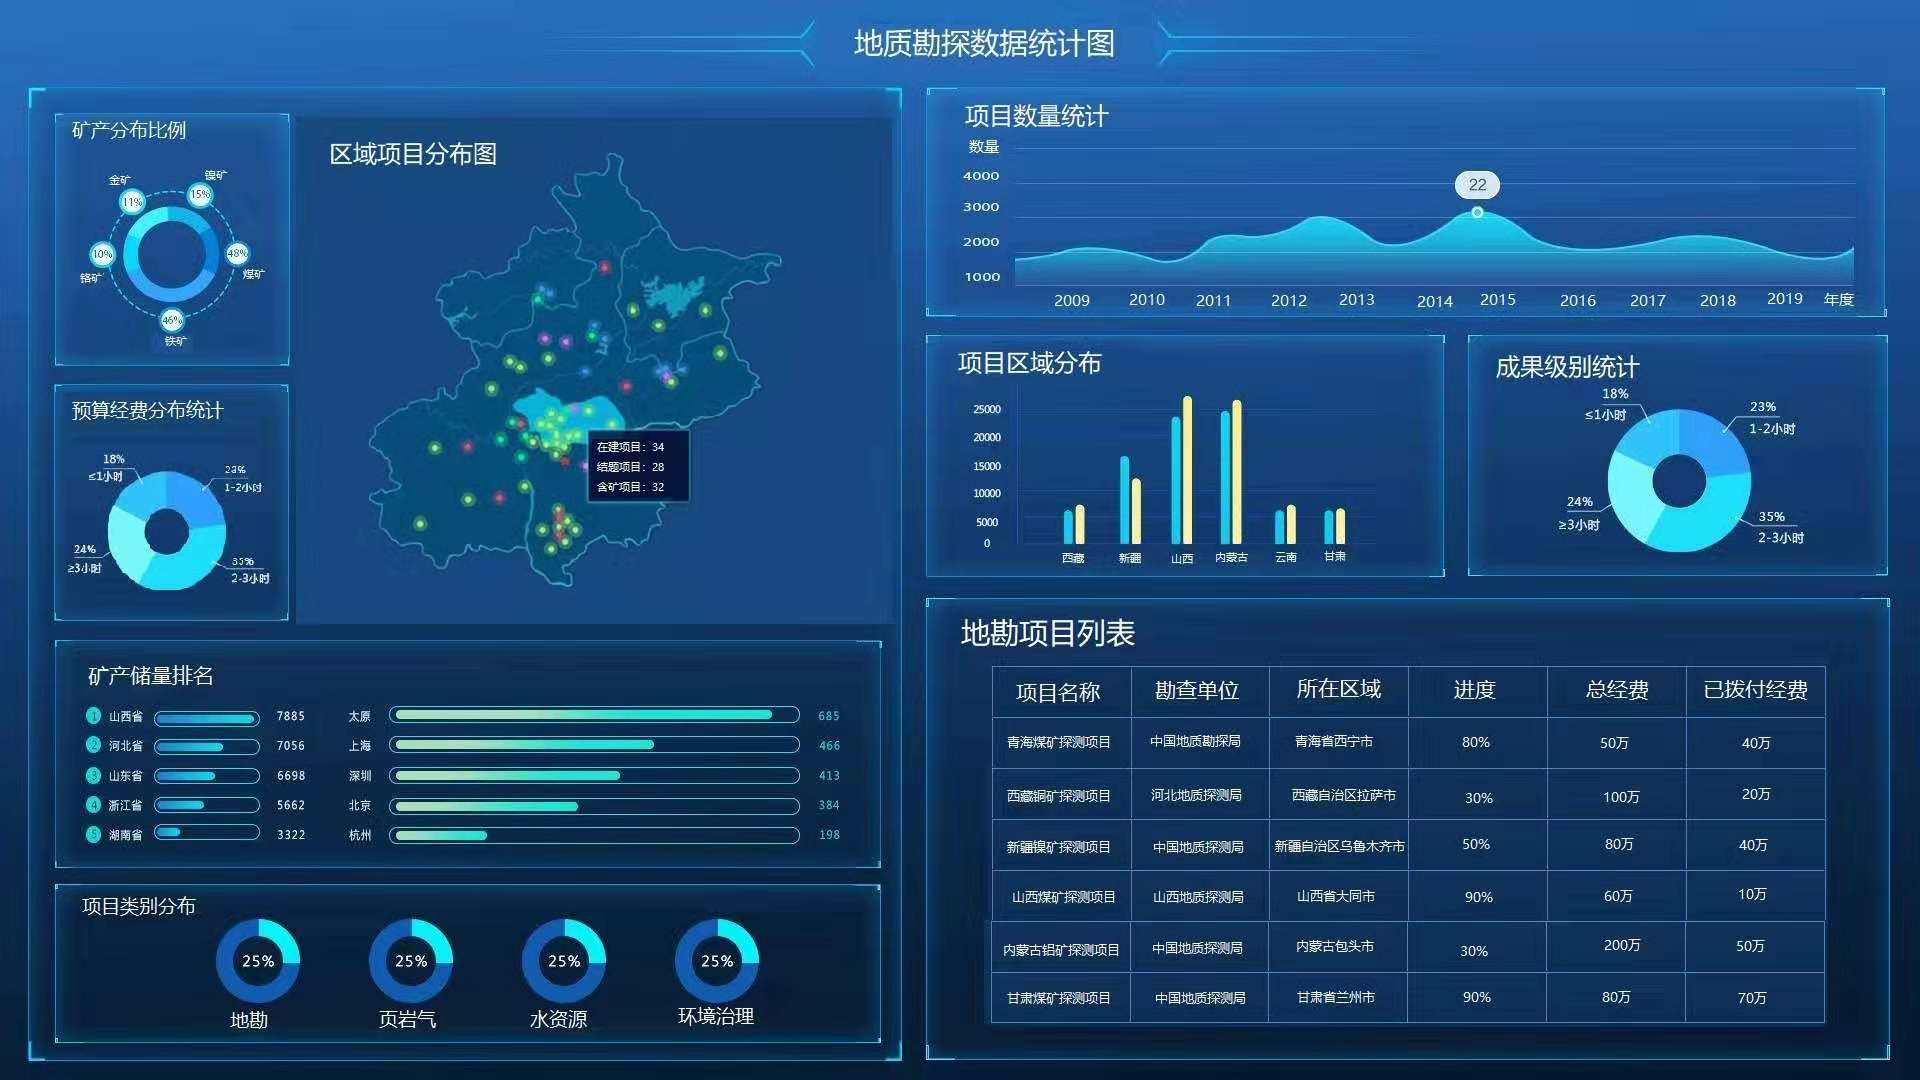 地质勘探数据统计图
矿产分布比例
金矿
11%
镍矿
15%
10%
铬矿
48%
煤矿
46%
铁矿
区域项目分布图
在建项目：34
结题项目：28
含矿项目：32
预算经费分布统计
18%
≤1小时
23%
1-2小时
24%
≥3小时
35%
2-3小时
矿产储量排名
1 山西省 7885 太原 685
2 河北省 7056 上海 466
3 山东省 6698 深圳 413
4 浙江省 5662 北京 384
5 湖南省 3322 杭州 198
项目类别分布
25% 25% 25% 25%
地勘 页岩气 水资源 环境治理
项目数量统计
数量
4000
3000
2000
1000
22
2009 2010 2011 2012 2013 2014 2015 2016 2017 2018 2019 年度
项目区域分布
25000
20000
15000
10000
5000
0
西藏 新疆 山西 内蒙古 云南 甘肃
成果级别统计
18%
≤1小时
23%
1-2小时
24%
≥3小时
35%
2-3小时
地勘项目列表
项目名称 勘查单位 所在区域 进度 总经费 已拨付经费
青海煤矿探测项目 中国地质勘探局 青海省西宁市 80% 50万 40万
西藏铜矿探测项目 河北地质探测局 西藏自治区拉萨市 30% 100万 20万
新疆镍矿探测项目 中国地质探测局 新疆自治区乌鲁木齐市 50% 80万 40万
山西煤矿探测项目 山西地质探测局 山西省大同市 90% 60万 10万
内蒙古铝矿探测项目 中国地质探测局 内蒙古包头市 30% 200万 50万
甘肃煤矿探测项目 中国地质探测局 甘肃省兰州市 90% 80万 70万